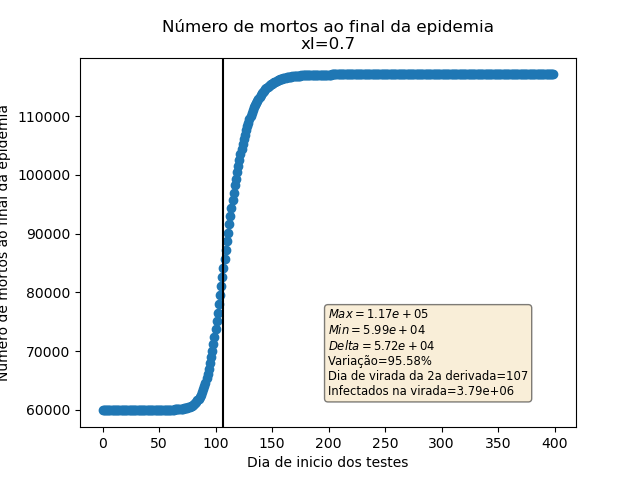 Número de mortos ao final da epidemia
xI=0.7
Número de mortos ao final da epidemia
110000
100000
90000
80000
70000
60000
Max = 1.17e + 05
Min = 5.99e + 04
Delta = 5.72e + 04
Variação=95.58%
Dia de virada da 2a derivada=107
Infectados na virada=3.79e+06
0 50 100 150 200 250 300 350 400
Dia de inicio dos testes